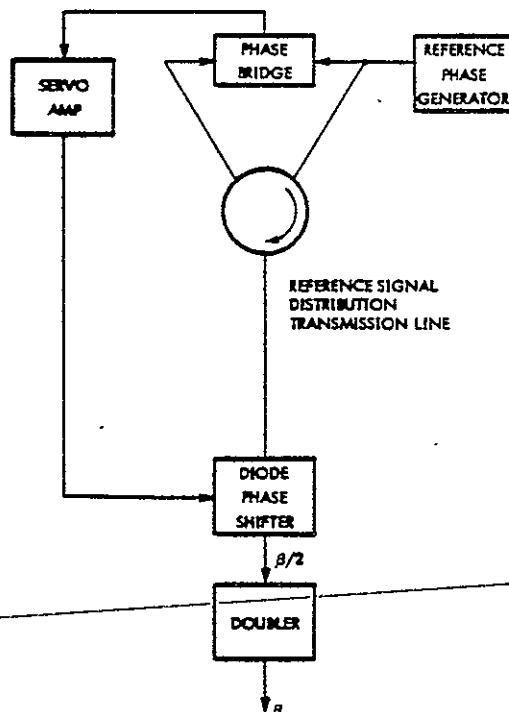 PHASE
BRIDGE
REFERENCE
PHASE
GENERATOR
SERVO
AMP
REFERENCE SIGNAL
DISTRIBUTION
TRANSMISSION LINE
DIODE
PHASE
SHIFTER
β/2
DOUBLER